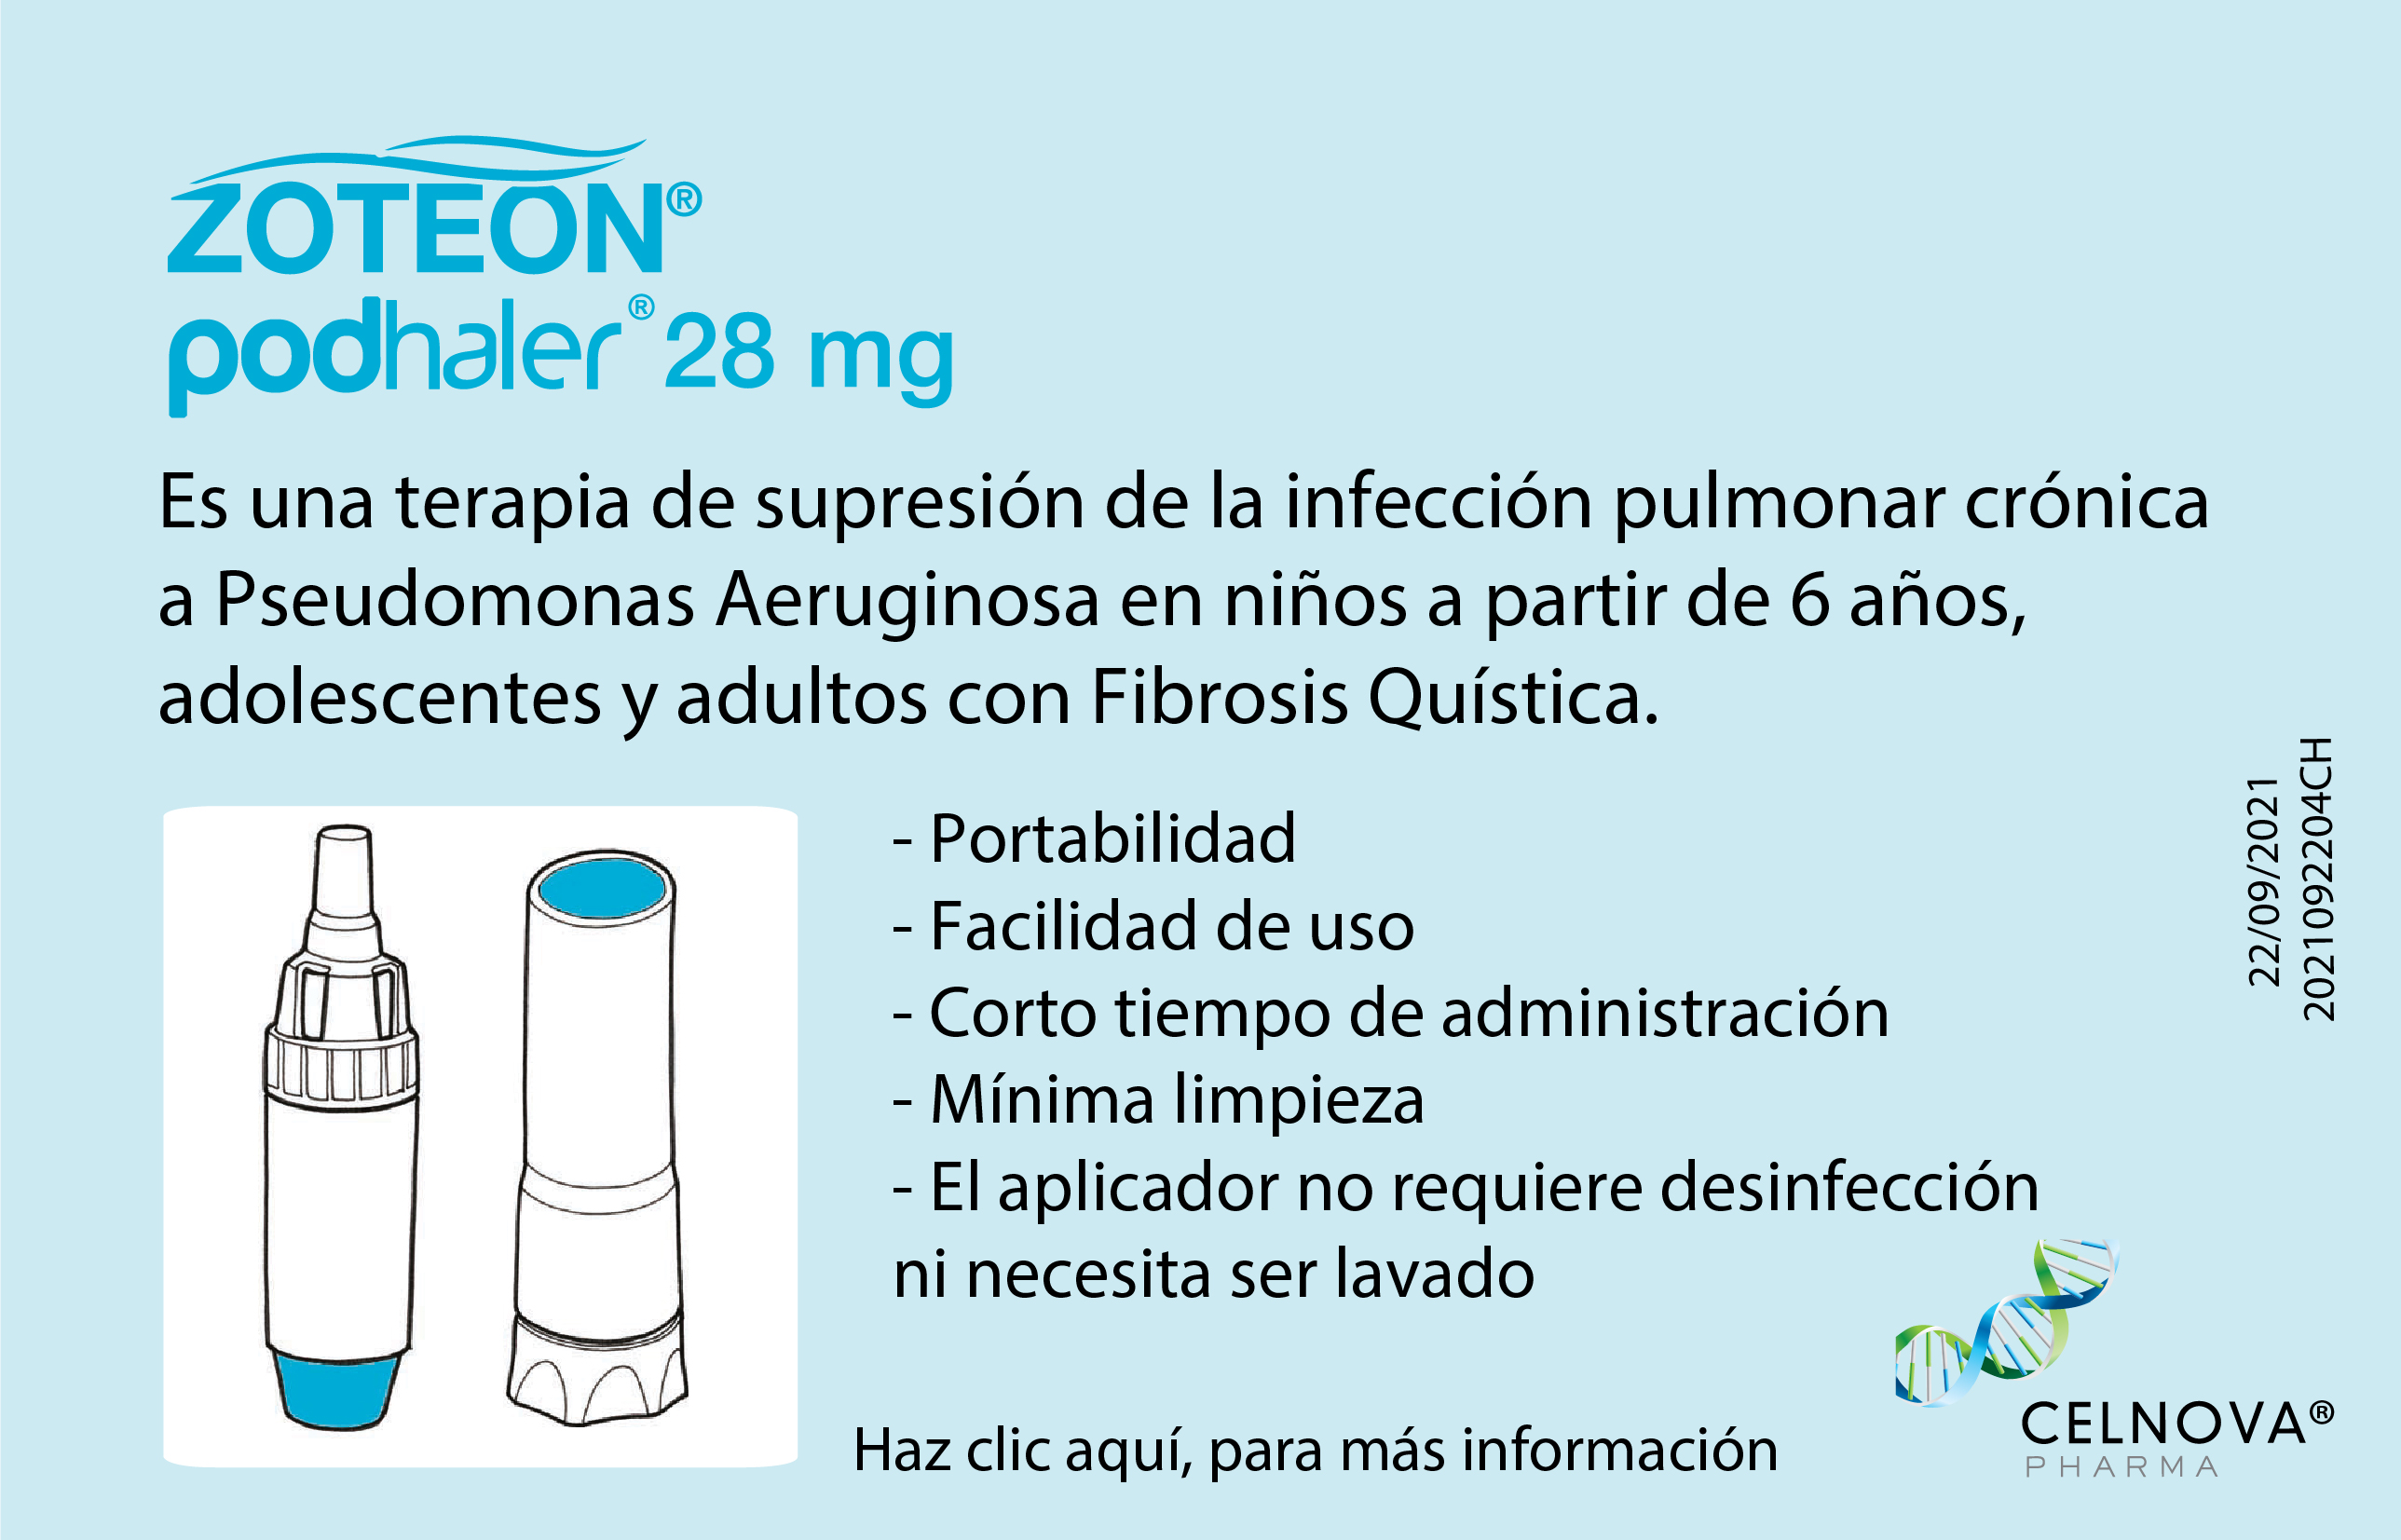 ZOTEON®
podhaler® 28 mg
Es una terapia de supresión de la infección pulmonar crónica
a Pseudomonas Aeruginosa en niños a partir de 6 años,
adolescentes y adultos con Fibrosis Quística.
- Portabilidad
- Facilidad de uso
- Corto tiempo de administración
- Mínima limpieza
- El aplicador no requiere desinfección
ni necesita ser lavado
22/09/2021
2021092204CH
Haz clic aquí, para más información
CELNOVA®
PHARMA